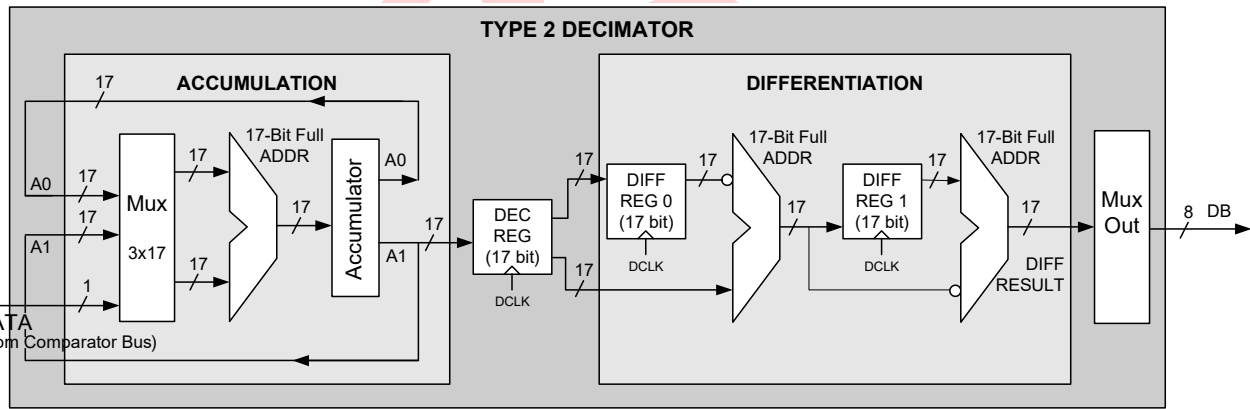 TYPE 2 DECIMATOR
ACCUMULATION
17
17-Bit Full
ADDR
A0
17
A0
17
17
A1
1
Mux
3x17
17
17
17
Accumulator
A1
17
om Comparator Bus)
DEC
REG
(17 bit)
DCLK
17
17
DIFFERENTIATION
DIFF
REG 0
(17 bit)
DCLK
17
17-Bit Full
ADDR
17
DIFF
REG 1
(17 bit)
DCLK
17
17-Bit Full
ADDR
17
DIFF
RESULT
Mux
Out
8
DB